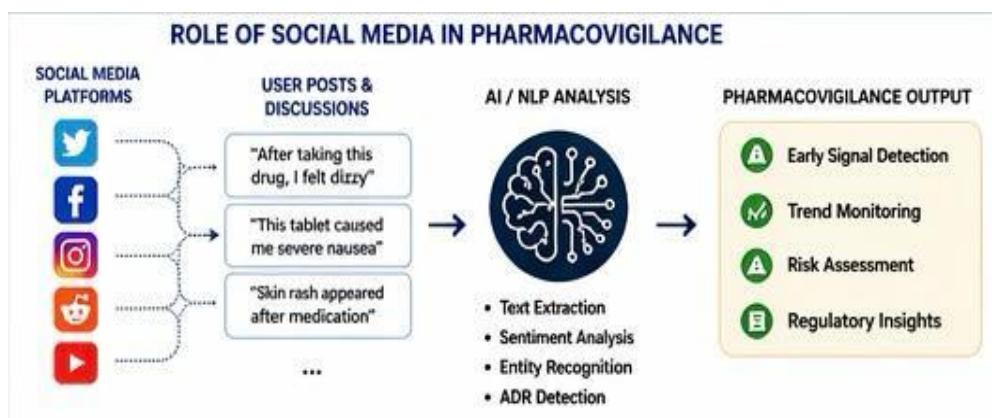 ROLE OF SOCIAL MEDIA IN PHARMACOVIGILANCE
SOCIAL MEDIA
PLATFORMS
USER POSTS &
DISCUSSIONS
"After taking this
drug, I felt dizzy"
"This tablet caused
me severe nausea"
"Skin rash appeared
after medication"
...
AI / NLP ANALYSIS
• Text Extraction
• Sentiment Analysis
• Entity Recognition
• ADR Detection
PHARMACOVIGILANCE OUTPUT
Early Signal Detection
Trend Monitoring
Risk Assessment
Regulatory Insights